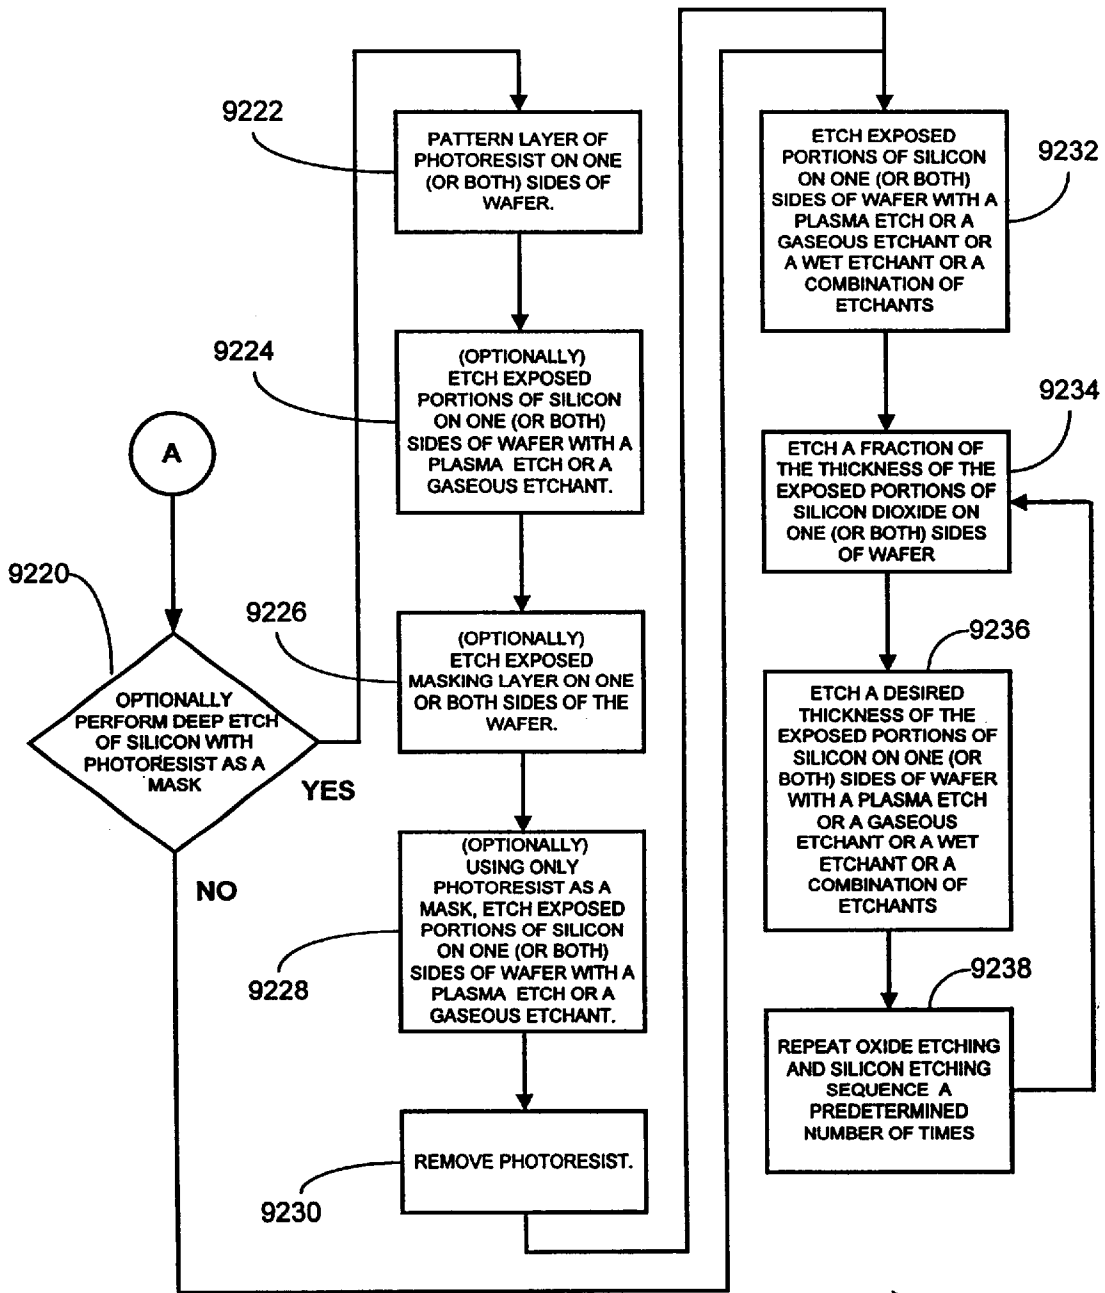 A
9220
OPTIONALLY
PERFORM DEEP ETCH
OF SILICON WITH
PHOTORESIST AS A
MASK
YES
NO
9222
PATTERN LAYER OF
PHOTORESIST ON ONE
(OR BOTH) SIDES OF
WAFER.
9224
(OPTIONALLY)
ETCH EXPOSED
PORTIONS OF SILICON
ON ONE (OR BOTH)
SIDES OF WAFER WITH A
PLASMA ETCH OR A
GASEOUS ETCHANT.
9226
(OPTIONALLY)
ETCH EXPOSED
MASKING LAYER ON ONE
OR BOTH SIDES OF THE
WAFER.
9228
(OPTIONALLY)
USING ONLY
PHOTORESIST AS A
MASK, ETCH EXPOSED
PORTIONS OF SILICON
ON ONE (OR BOTH)
SIDES OF WAFER WITH A
PLASMA ETCH OR A
GASEOUS ETCHANT.
9230
REMOVE PHOTORESIST.
9232
ETCH EXPOSED
PORTIONS OF SILICON
ON ONE (OR BOTH)
SIDES OF WAFER WITH A
PLASMA ETCH OR A
GASEOUS ETCHANT OR
A WET ETCHANT OR A
COMBINATION OF
ETCHANTS
9234
ETCH A FRACTION OF
THE THICKNESS OF THE
EXPOSED PORTIONS OF
SILICON DIOXIDE ON
ONE (OR BOTH) SIDES
OF WAFER
9236
ETCH A DESIRED
THICKNESS OF THE
EXPOSED PORTIONS OF
SILICON ON ONE (OR
BOTH) SIDES OF WAFER
WITH A PLASMA ETCH
OR A GASEOUS
ETCHANT OR A WET
ETCHANT OR A
COMBINATION OF
ETCHANTS
9238
REPEAT OXIDE ETCHING
AND SILICON ETCHING
SEQUENCE A
PREDETERMINED
NUMBER OF TIMES